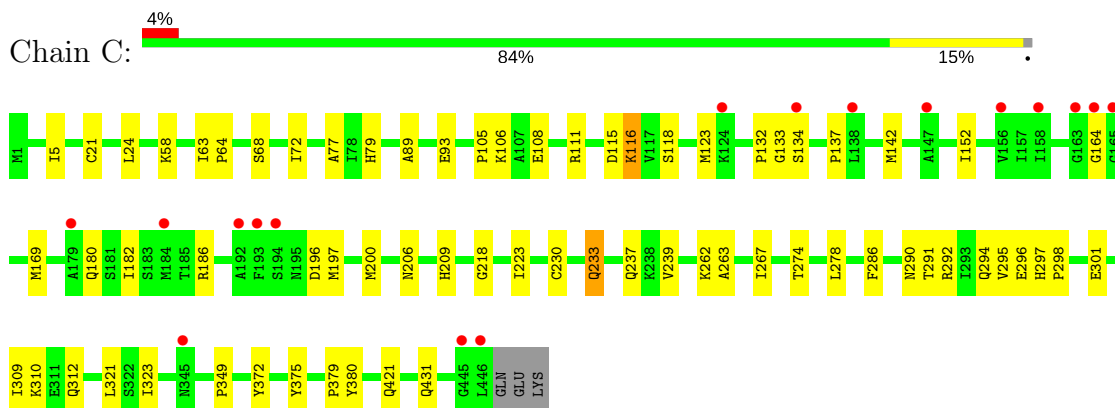 4%
Chain C:
84%
15%
•
M1 I5 C21 L24 K58 I63 P64 S68 I72 A77 I78 H79 A89 E93 P105 K106 A107 E108 R111 D115 K116 V117 S118 M123 K124 P132 G133 S134 P137 L138 M142 A147 I152 V156 I157 I158 G163 G164 G165
M169 A179 Q180 S181 I182 S183 M184 T185 R186 A192 F193 S194 N195 D196 M197 M200 N206 H209 G218 I223 C230 Q233 Q237 K238 V239 K262 A263 I267 T274 L278 F286 N290 T291 R292 I293 Q294 V295 E296 H297 P298 E301
I309 K310 E311 Q312 L321 S322 I323 N345 P349 Y372 Y375 P379 Y380 Q421 Q431 G445 L446 GLN GLU LYS